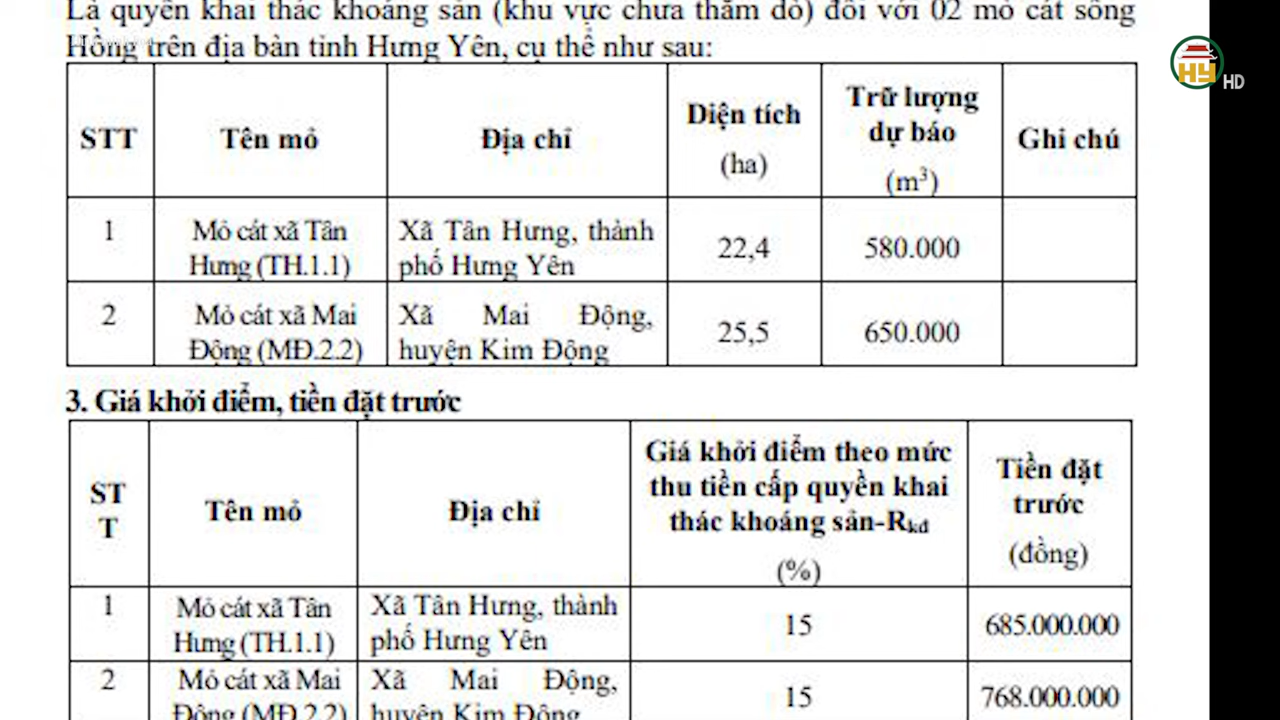 Là quyền khai thác khoáng sản (khu vực chưa thăm dò) đối với 02 mỏ cát sông
Hồng trên địa bàn tỉnh Hưng Yên, cụ thể như sau:
HY HD
STT Tên mỏ Địa chỉ Diện tích (ha) Trữ lượng dự báo (m³) Ghi chú
1 Mỏ cát xã Tân Hưng (TH.1.1) Xã Tân Hưng, thành phố Hưng Yên 22,4 580.000
2 Mỏ cát xã Mai Động (MĐ.2.2) Xã Mai Động, huyện Kim Động 25,5 650.000
3. Giá khởi điểm, tiền đặt trước
STT Tên mỏ Địa chỉ Giá khởi điểm theo mức thu tiền cấp quyền khai thác khoáng sản-Rkđ (%) Tiền đặt trước (đồng)
1 Mỏ cát xã Tân Hưng (TH.1.1) Xã Tân Hưng, thành phố Hưng Yên 15 685.000.000
2 Mỏ cát xã Mai Động (MĐ.2.2) Xã Mai Động, huyện Kim Động 15 768.000.000